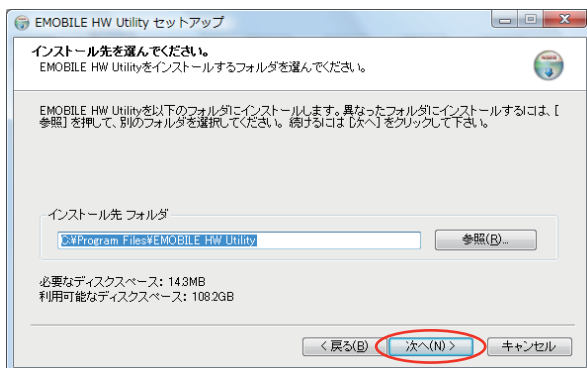 EMOBILE HW Utility セットアップ
インストール先を選んでください。
EMOBILE HW Utilityをインストールするフォルダを選んでください。
EMOBILE HW Utilityを以下のフォルダにインストールします。異なったフォルダにインストールするには、[
参照] を押して、別のフォルダを選択してください。続けるには [次へ] をクリックして下さい。
インストール先 フォルダ
C:¥Program Files¥EMOBILE HW Utility
参照(R)...
必要なディスクスペース: 14.3MB
利用可能なディスクスペース: 108.2GB
< 戻る(B)
次へ(N) >
キャンセル